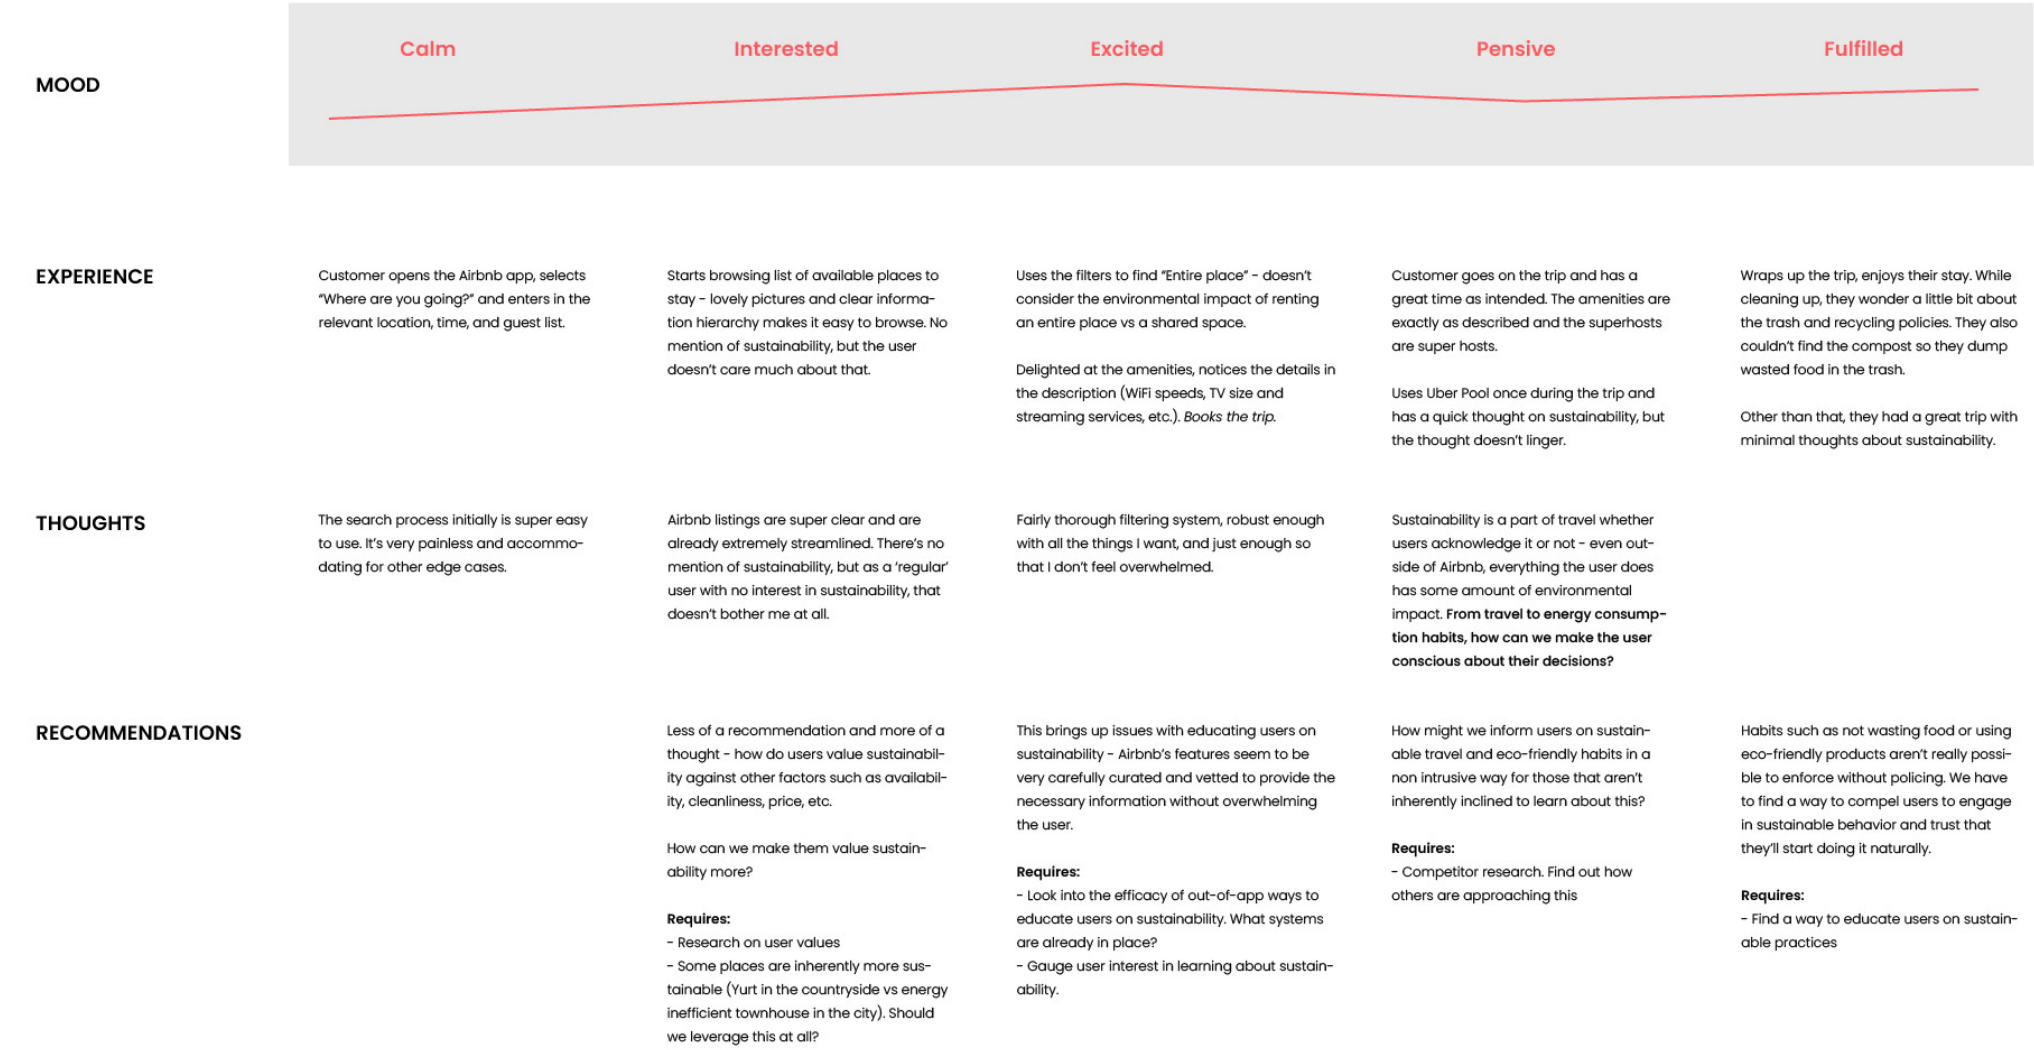 Calm
Interested
Excited
Pensive
Fulfilled
MOOD
EXPERIENCE
Customer opens the Airbnb app, selects
"Where are you going?" and enters in the
relevant location, time, and guest list.
Starts browsing list of available places to
stay - lovely pictures and clear informa-
tion hierarchy makes it easy to browse. No
mention of sustainability, but the user
doesn't care much about that.
Uses the filters to find "Entire place" - doesn't
consider the environmental impact of renting
an entire place vs a shared space.
Delighted at the amenities, notices the details in
the description (WiFi speeds, TV size and
streaming services, etc.). Books the trip.
Customer goes on the trip and has a
great time as intended. The amenities are
exactly as described and the superhosts
are super hosts.
Uses Uber Pool once during the trip and
has a quick thought on sustainability, but
the thought doesn't linger.
Wraps up the trip, enjoys their stay. While
cleaning up, they wonder a little bit about
the trash and recycling policies. They also
couldn't find the compost so they dump
wasted food in the trash.
Other than that, they had a great trip with
minimal thoughts about sustainability.
THOUGHTS
The search process initially is super easy
to use. It's very painless and accommo-
dating for other edge cases.
Airbnb listings are super clear and are
already extremely streamlined. There's no
mention of sustainability, but as a 'regular'
user with no interest in sustainability, that
doesn't bother me at all.
Fairly thorough filtering system, robust enough
with all the things I want, and just enough so
that I don't feel overwhelmed.
Sustainability is a part of travel whether
users acknowledge it or not - even out-
side of Airbnb, everything the user does
has some amount of environmental
impact. From travel to energy consump-
tion habits, how can we make the user
conscious about their decisions?
RECOMMENDATIONS
Less of a recommendation and more of a
thought - how do users value sustainabil-
ity against other factors such as availabil-
ity, cleanliness, price, etc.
How can we make them value sustain-
ability more?
Requires:
- Research on user values
- Some places are inherently more sus-
tainable (Yurt in the countryside vs energy
inefficient townhouse in the city). Should
we leverage this at all?
This brings up issues with educating users on
sustainability - Airbnb's features seem to be
very carefully curated and vetted to provide the
necessary information without overwhelming
the user.
Requires:
- Look into the efficacy of out-of-app ways to
educate users on sustainability. What systems
are already in place?
- Gauge user interest in learning about sustain-
ability.
How might we inform users on sustain-
able travel and eco-friendly habits in a
non intrusive way for those that aren't
inherently inclined to learn about this?
Requires:
- Competitor research. Find out how
others are approaching this
Habits such as not wasting food or using
eco-friendly products aren't really possi-
ble to enforce without policing. We have
to find a way to compel users to engage
in sustainable behavior and trust that
they'll start doing it naturally.
Requires:
- Find a way to educate users on sustain-
able practices